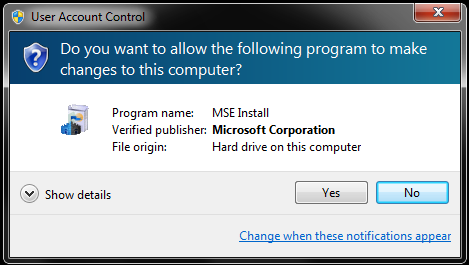 User Account Control
Do you want to allow the following program to make
changes to this computer?
Program name: MSE Install
Verified publisher: Microsoft Corporation
File origin: Hard drive on this computer
Show details Yes No
Change when these notifications appear